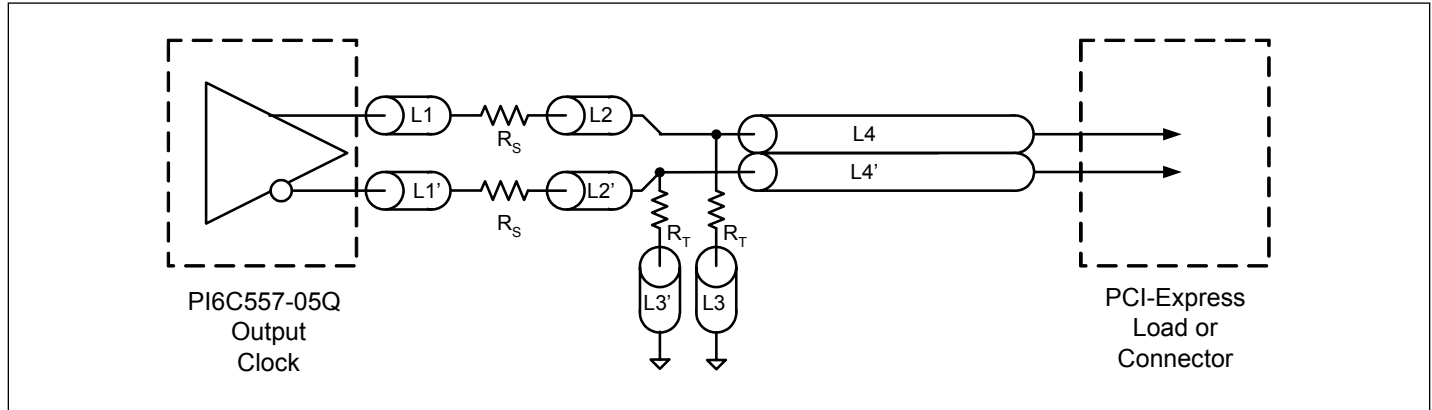 L1
R_S
L2
L4
L1'
R_S
L2'
L4'
R_T
R_T
L3'
L3
PI6C557-05Q
Output
Clock
PCI-Express
Load or
Connector